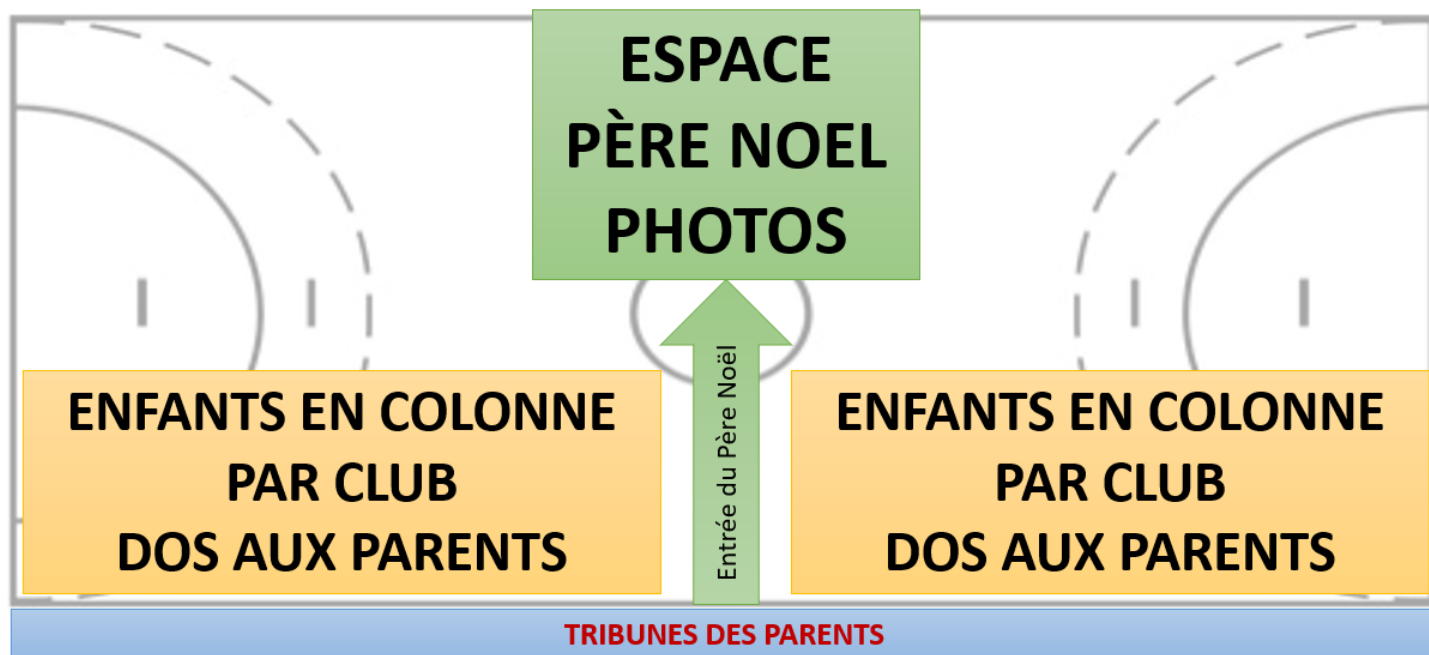 ESPACE
PÈRE NOEL
PHOTOS
Entrée du Père Noël
ENFANTS EN COLONNE
PAR CLUB
DOS AUX PARENTS
ENFANTS EN COLONNE
PAR CLUB
DOS AUX PARENTS
TRIBUNES DES PARENTS